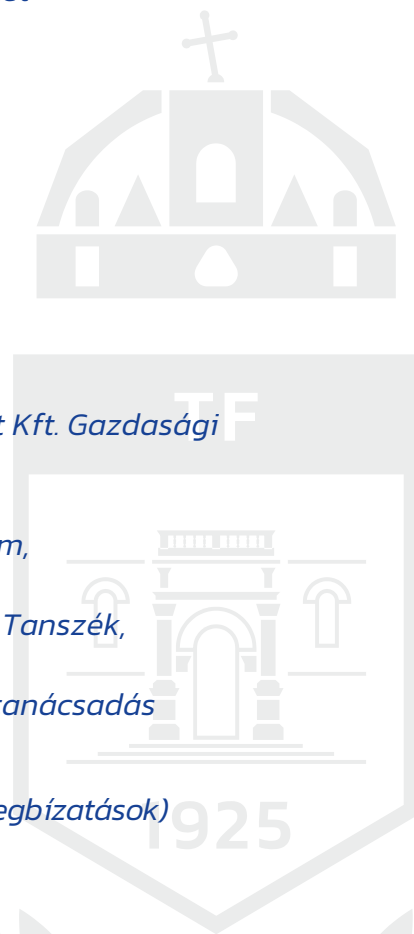 TF
t Kft. Gazdasági
m,
Tanszék,
tanácsadás
egbízatások)
1925